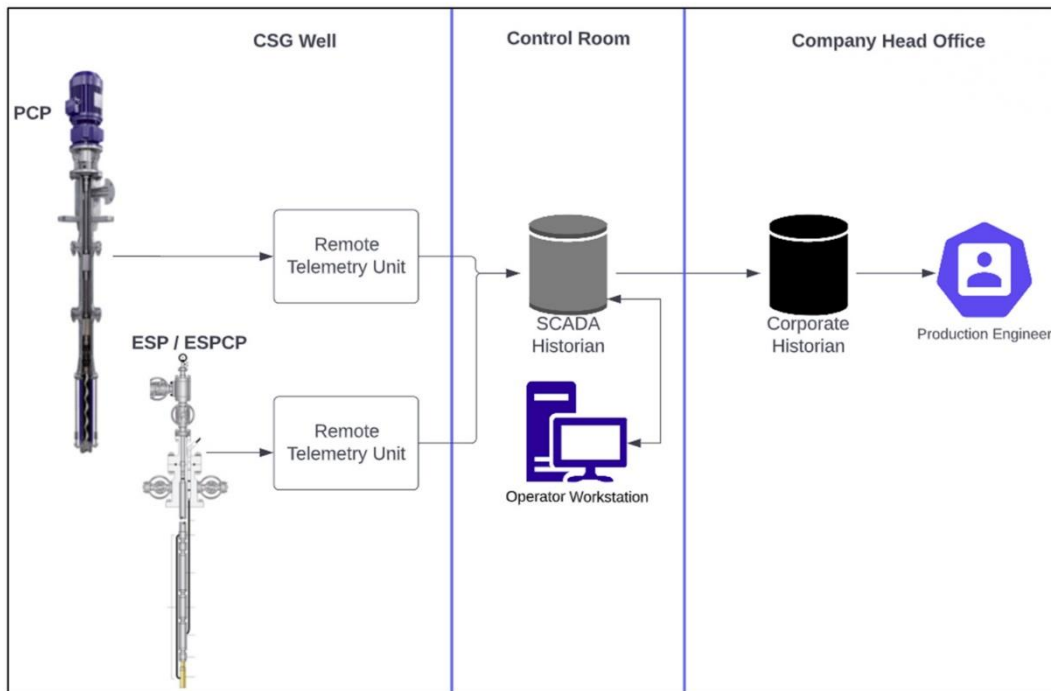 CSG Well
Control Room
Company Head Office
PCP
Remote
Telemetry Unit
SCADA
Historian
Corporate
Historian
Production Engineer
ESP / ESPCP
Remote
Telemetry Unit
Operator Workstation